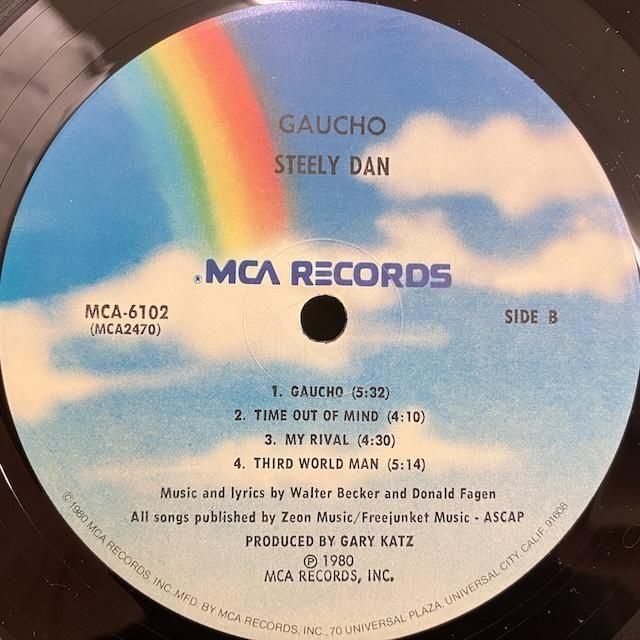 GAUCHO
STEELY DAN
® MCA RECORDS
MCA-6102
(MCA2470)
SIDE B
1. GAUCHO (5:32)
2. TIME OUT OF MIND (4:10)
3. MY RIVAL (4:30)
4. THIRD WORLD MAN (5:14)
Music and lyrics by Walter Becker and Donald Fagen
All songs published by Zeon Music/Freejunket Music - ASCAP
PRODUCED BY GARY KATZ
℗ 1980
MCA RECORDS, INC.
© 1980 MCA RECORDS, INC. MFD. BY MCA RECORDS, INC., 70 UNIVERSAL PLAZA, UNIVERSAL CITY, CALIF. 91608